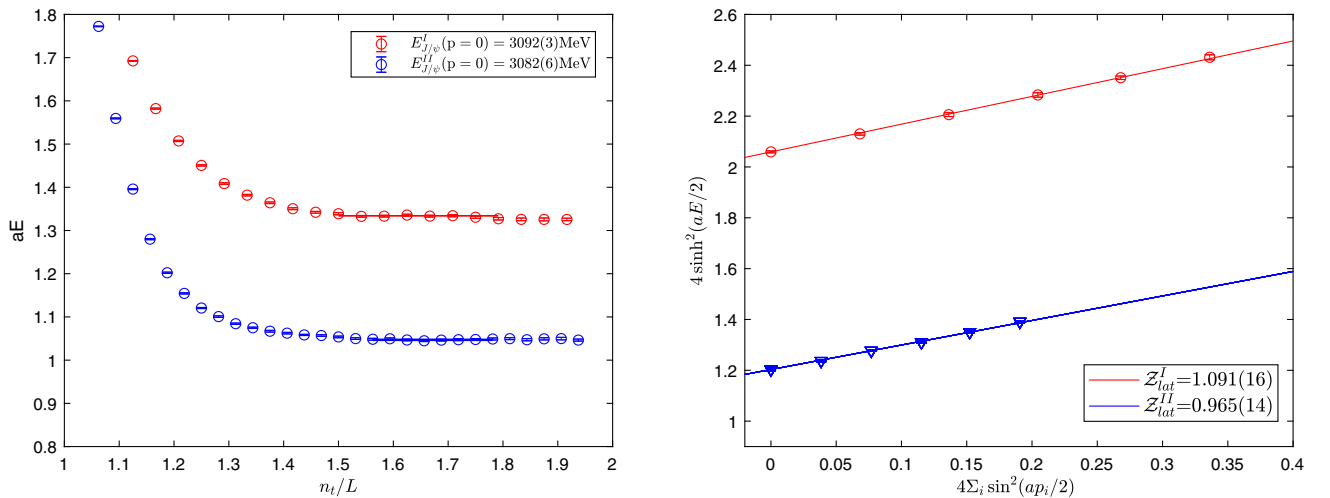 1.8
1.7
1.6
1.5
1.4
1.3
1.2
1.1
1
0.9
0.8
aE
1 1.1 1.2 1.3 1.4 1.5 1.6 1.7 1.8 1.9 2
n_t/L
E^I_{J/ψ}(p = 0) = 3092(3)MeV
E^{II}_{J/ψ}(p = 0) = 3082(6)MeV
2.6
2.4
2.2
2
1.8
1.6
1.4
1.2
1
4 sinh²(aE/2)
0 0.05 0.1 0.15 0.2 0.25 0.3 0.35 0.4
4Σ_i sin²(ap_i/2)
Z^I_{lat}=1.091(16)
Z^{II}_{lat}=0.965(14)